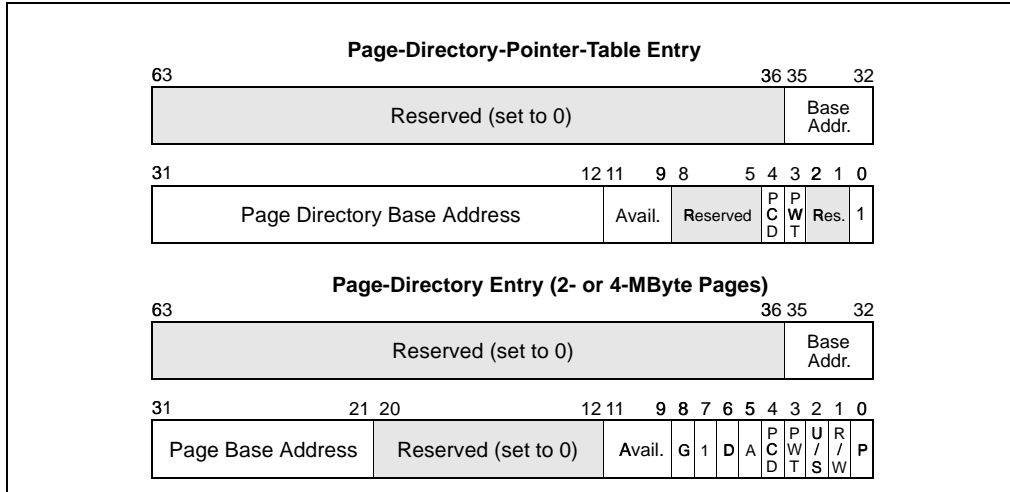 Page-Directory-Pointer-Table Entry
63 36 35 32
Reserved (set to 0) Base Addr.
31 12 11 9 8 5 4 3 2 1 0
Page Directory Base Address Avail. Reserved PCD PWT Res. 1
Page-Directory Entry (2- or 4-MByte Pages)
63 36 35 32
Reserved (set to 0) Base Addr.
31 21 20 12 11 9 8 7 6 5 4 3 2 1 0
Page Base Address Reserved (set to 0) Avail. G 1 D A PCD PWT U/S R/W P